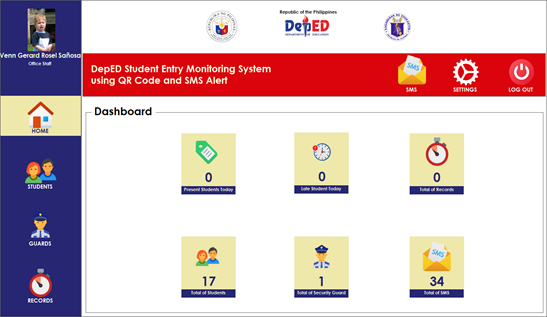 Republic of the Philippines
DepED
DEPARTMENT OF EDUCATION
Venn Gerard Rosel Sañosa
Office Staff
DepED Student Entry Monitoring System
using QR Code and SMS Alert
SMS
SMS
SETTINGS
LOG OUT
HOME
STUDENTS
GUARDS
RECORDS
Dashboard
0
Present Students Today
0
Late Student Today
0
Total of Records
17
Total of Students
1
Total of Security Guard
SMS
34
Total of SMS